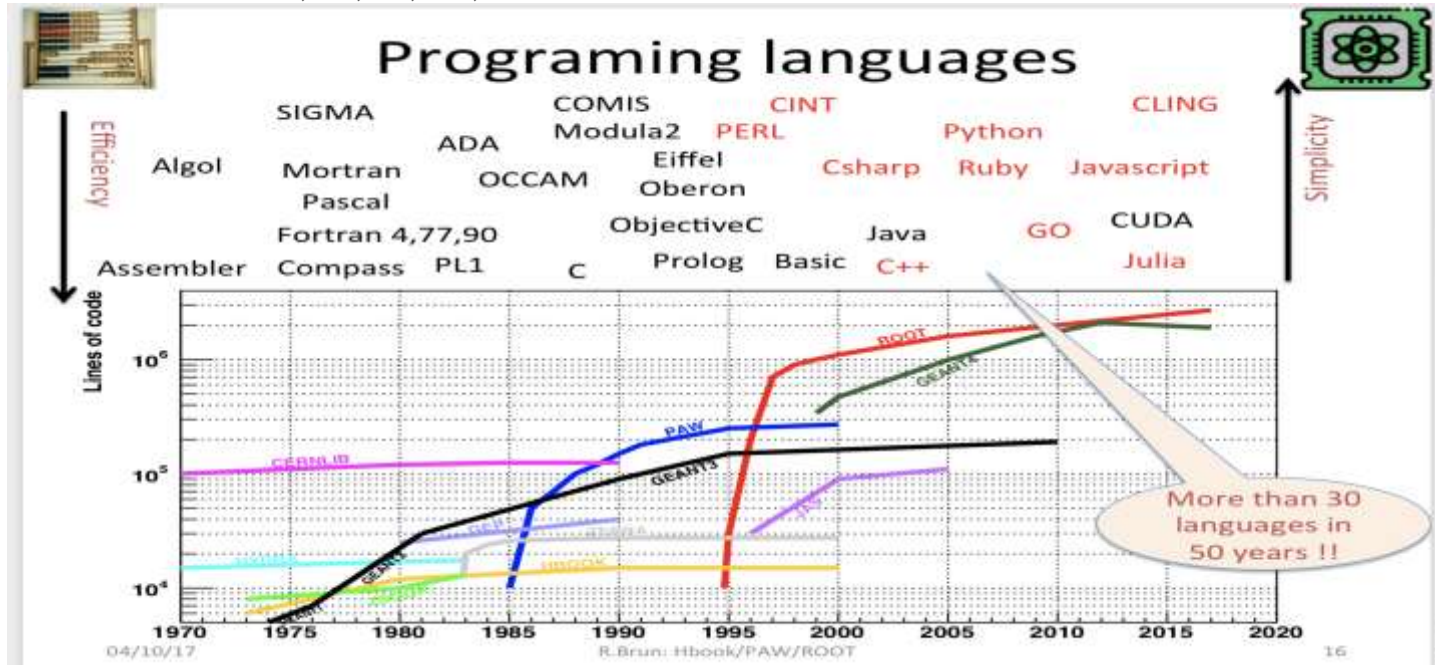 Programing languages
Efficiency
Simplicity
SIGMA COMIS CINT CLING
ADA Modula2 PERL Python
Algol Mortran OCCAM Eiffel Csharp Ruby Javascript
Pascal Oberon
Fortran 4,77,90 ObjectiveC Java GO CUDA
Assembler Compass PL1 C Prolog Basic C++ Julia
Lines of code
10⁶
10⁵
10⁴
ROOT
GEANT4
PAW
CERNLIB
GEANT3
JAS
HBOOK
More than 30
languages in
50 years !!
1970 1975 1980 1985 1990 1995 2000 2005 2010 2015 2020
04/10/17 R.Brun: Hbook/PAW/ROOT 16